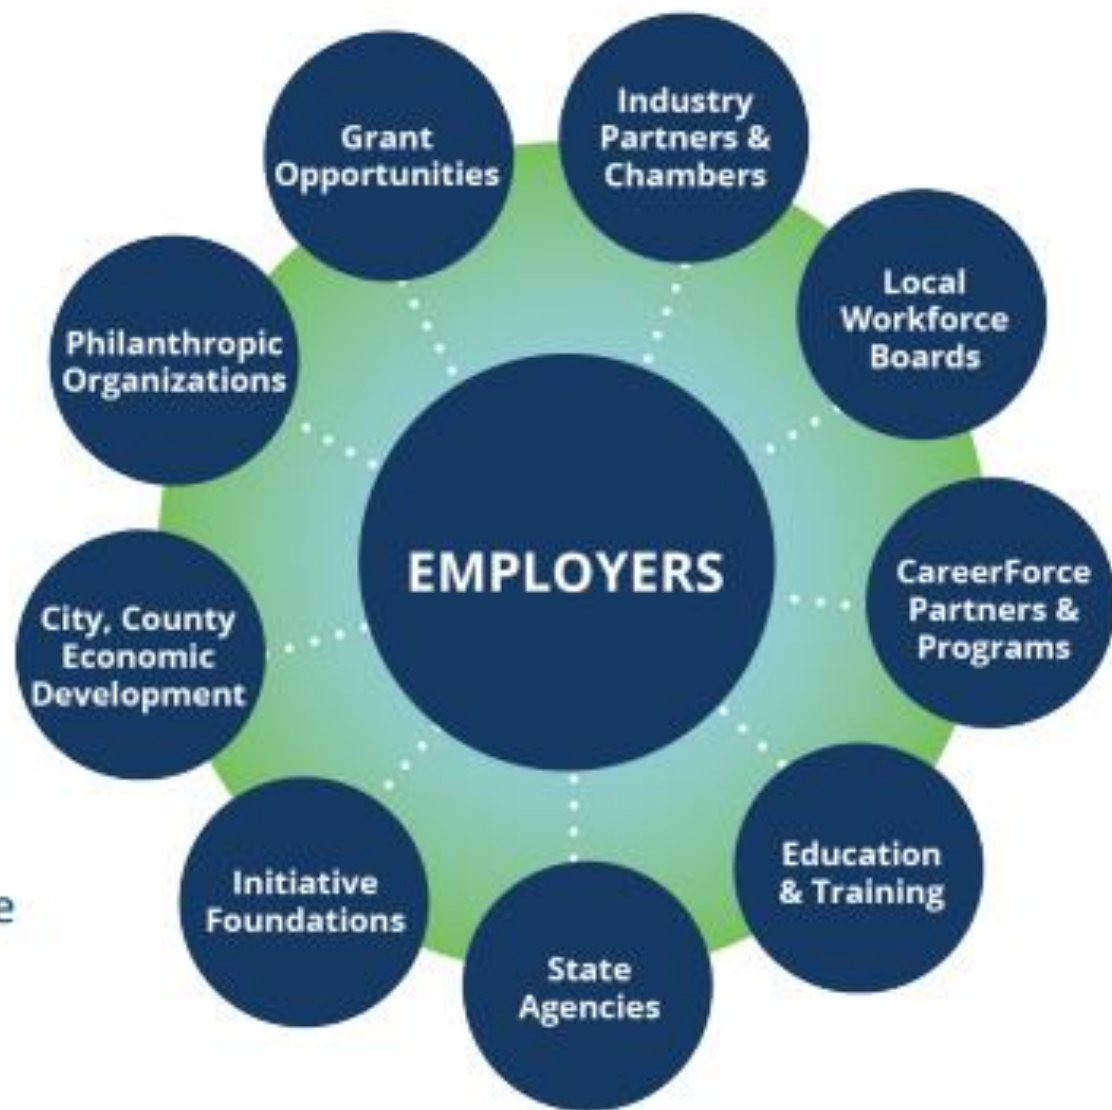 Grant
Opportunities
Industry
Partners &
Chambers
Local
Workforce
Boards
Philanthropic
Organizations
EMPLOYERS
CareerForce
Partners &
Programs
City, County
Economic
Development
Education
& Training
Initiative
Foundations
State
Agencies
e